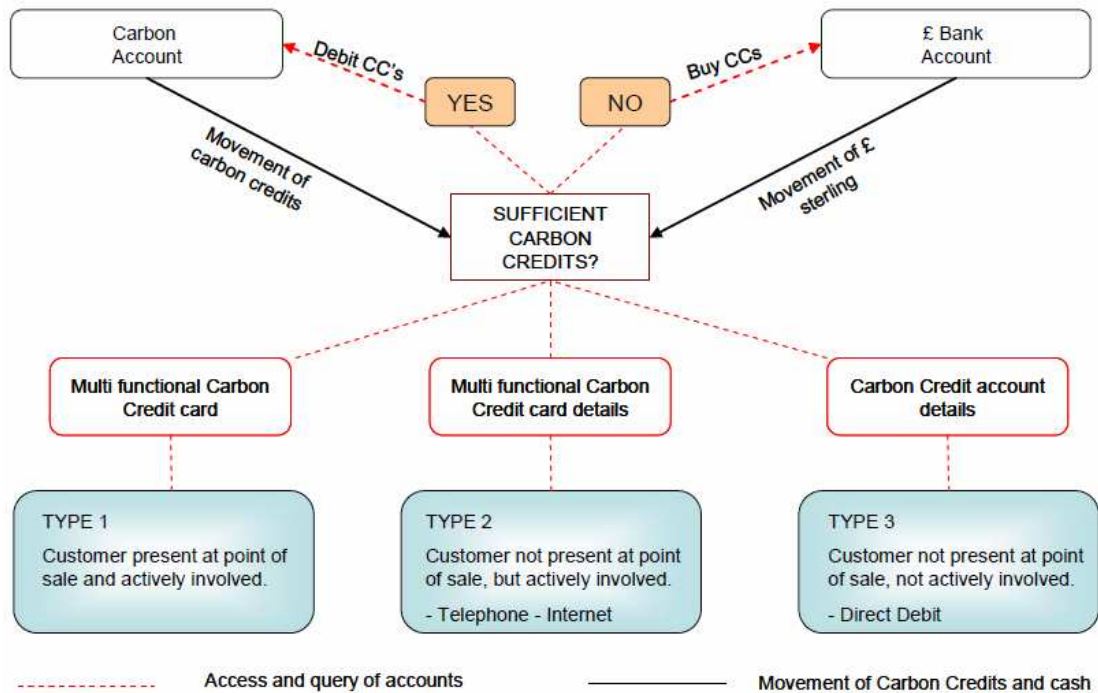 Carbon
Account
£ Bank
Account
Debit CC's
Buy CCs
YES
NO
Movement of
carbon credits
Movement of £
sterling
SUFFICIENT
CARBON
CREDITS?
Multi functional Carbon
Credit card
Multi functional Carbon
Credit card details
Carbon Credit account
details
TYPE 1
Customer present at point of
sale and actively involved.
TYPE 2
Customer not present at point
of sale, but actively involved.
- Telephone - Internet
TYPE 3
Customer not present at point
of sale, not actively involved.
- Direct Debit
Access and query of accounts
Movement of Carbon Credits and cash